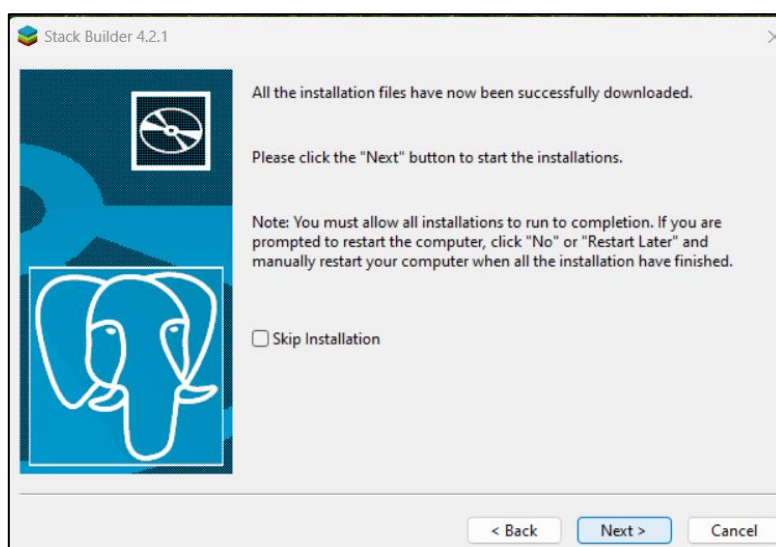 Stack Builder 4.2.1
All the installation files have now been successfully downloaded.
Please click the "Next" button to start the installations.
Note: You must allow all installations to run to completion. If you are
prompted to restart the computer, click "No" or "Restart Later" and
manually restart your computer when all the installation have finished.
Skip Installation
< Back
Next >
Cancel